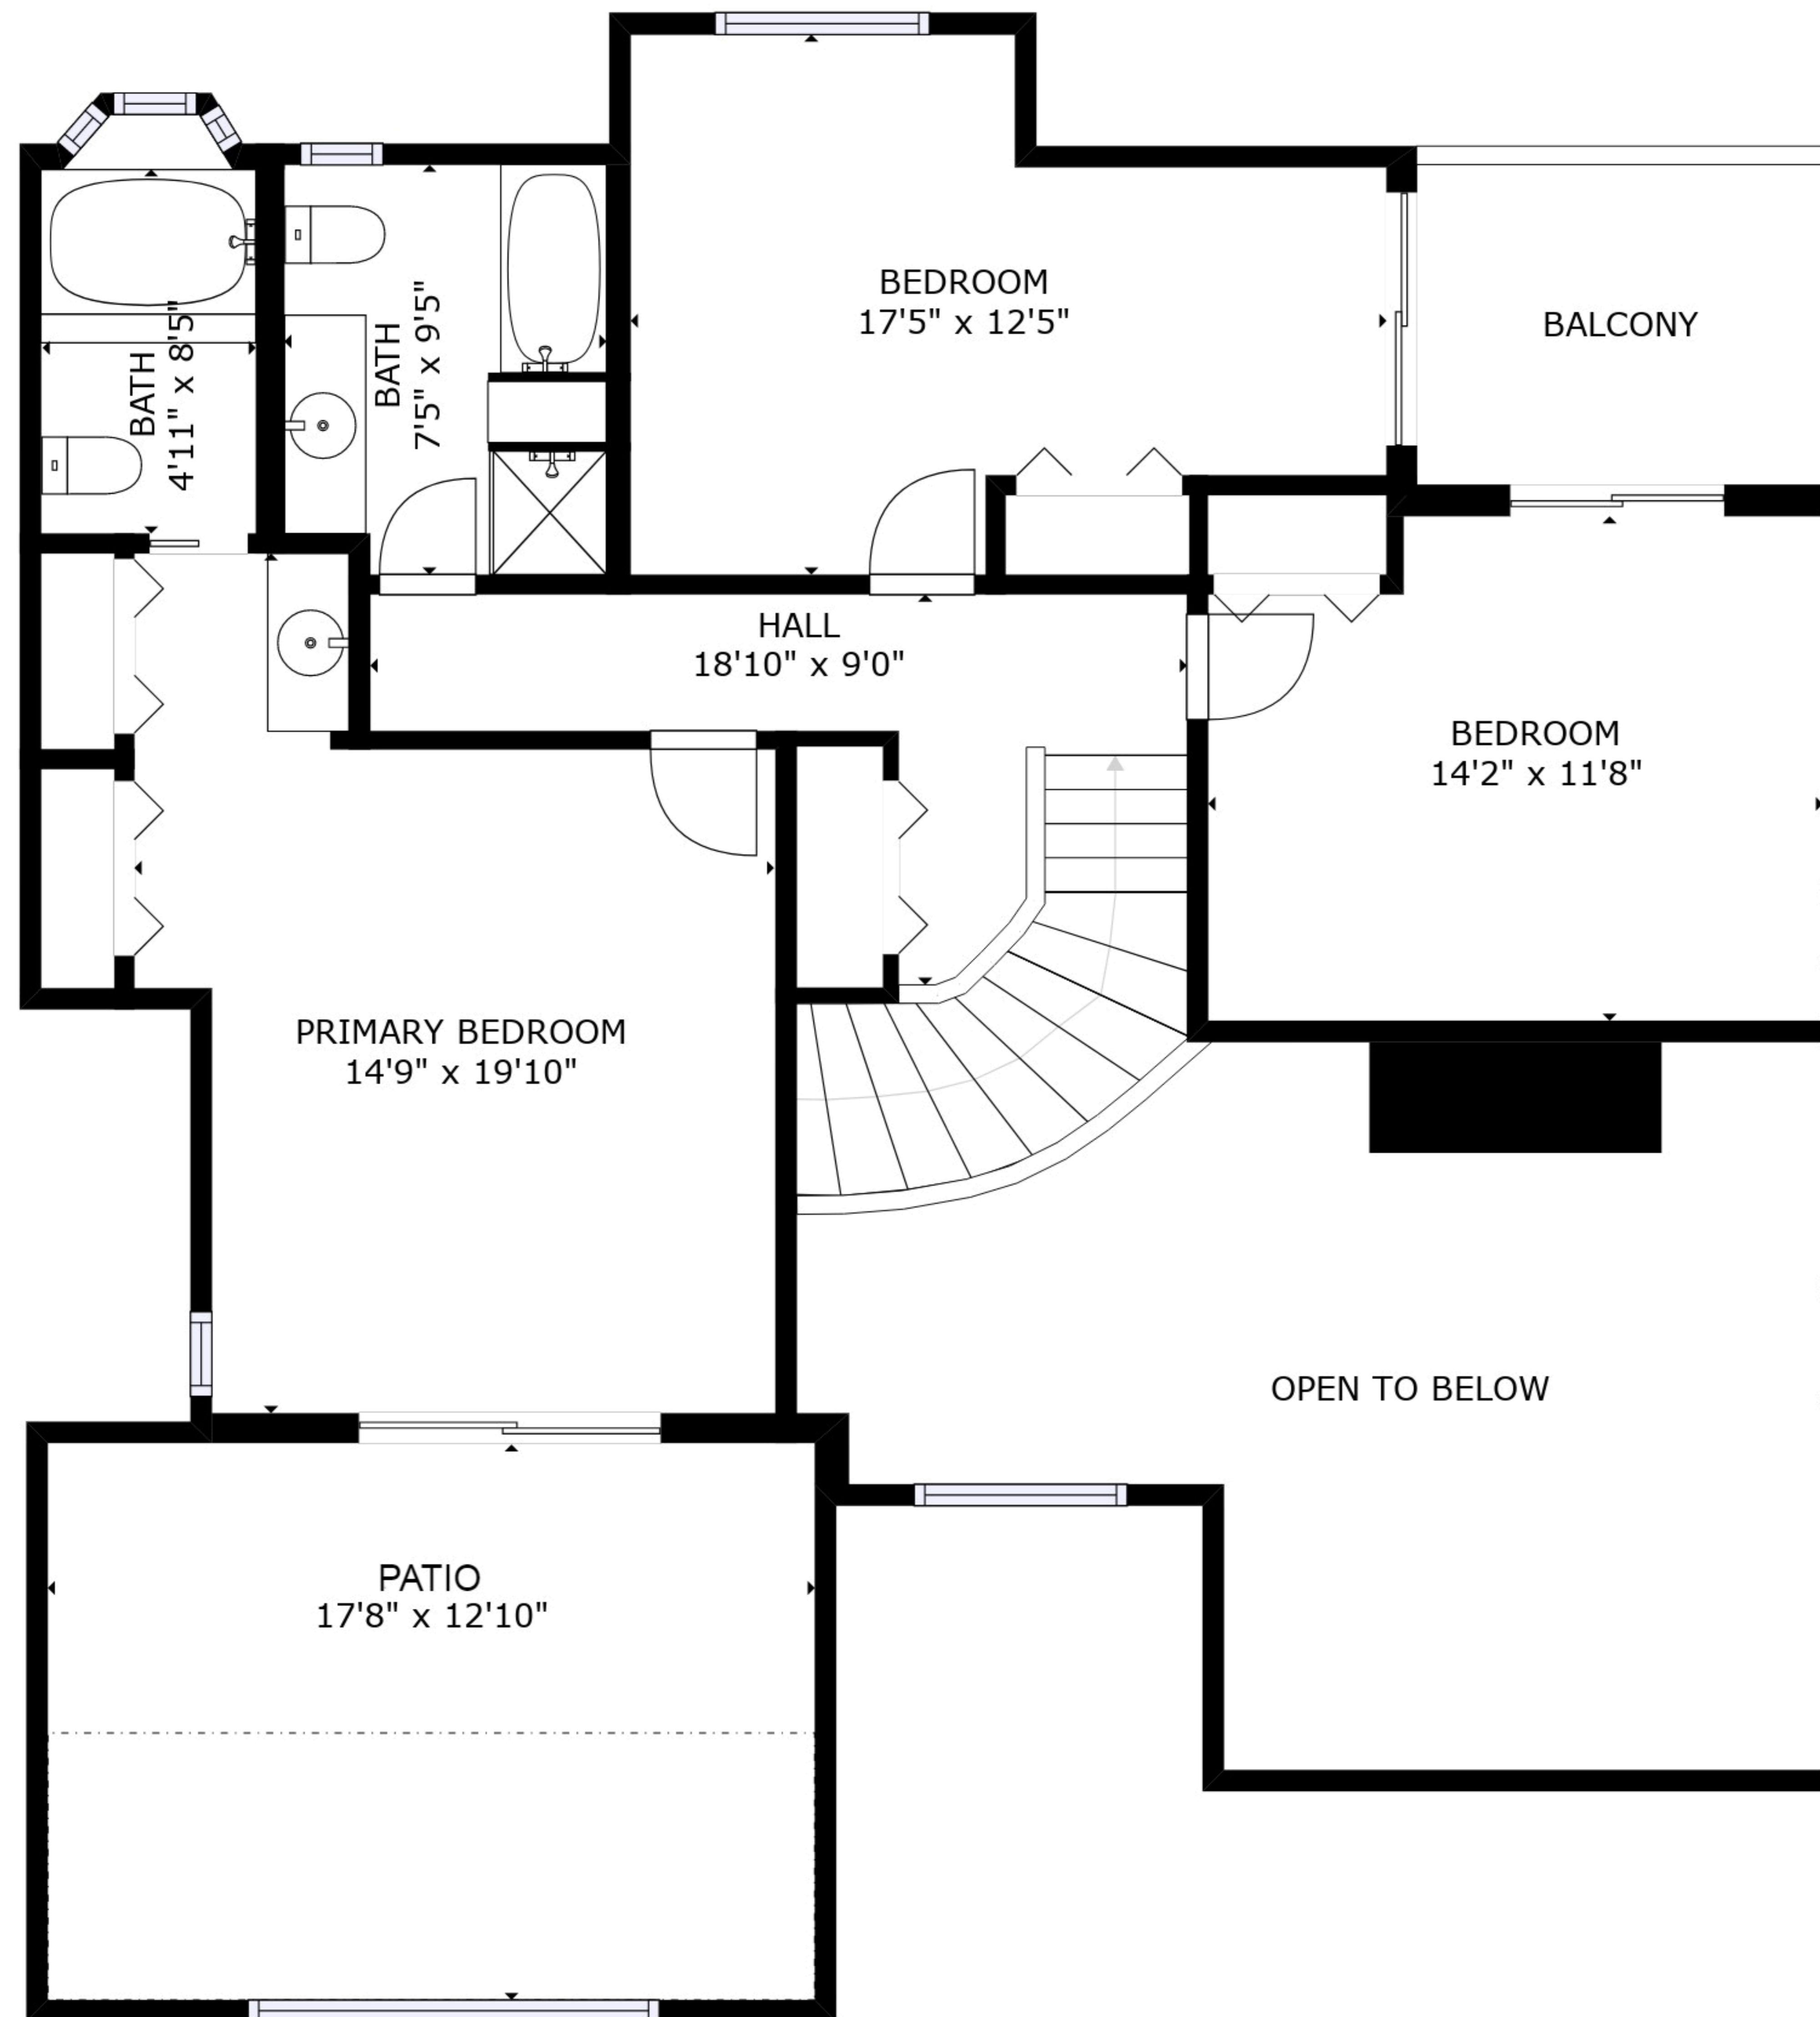 BEDROOM
17'5" x 12'5"
BALCONY
BATH
4'11" x 8'5"
BATH
7'5" x 9'5"
HALL
18'10" x 9'0"
BEDROOM
14'2" x 11'8"
PRIMARY BEDROOM
14'9" x 19'10"
OPEN TO BELOW
PATIO
17'8" x 12'10"